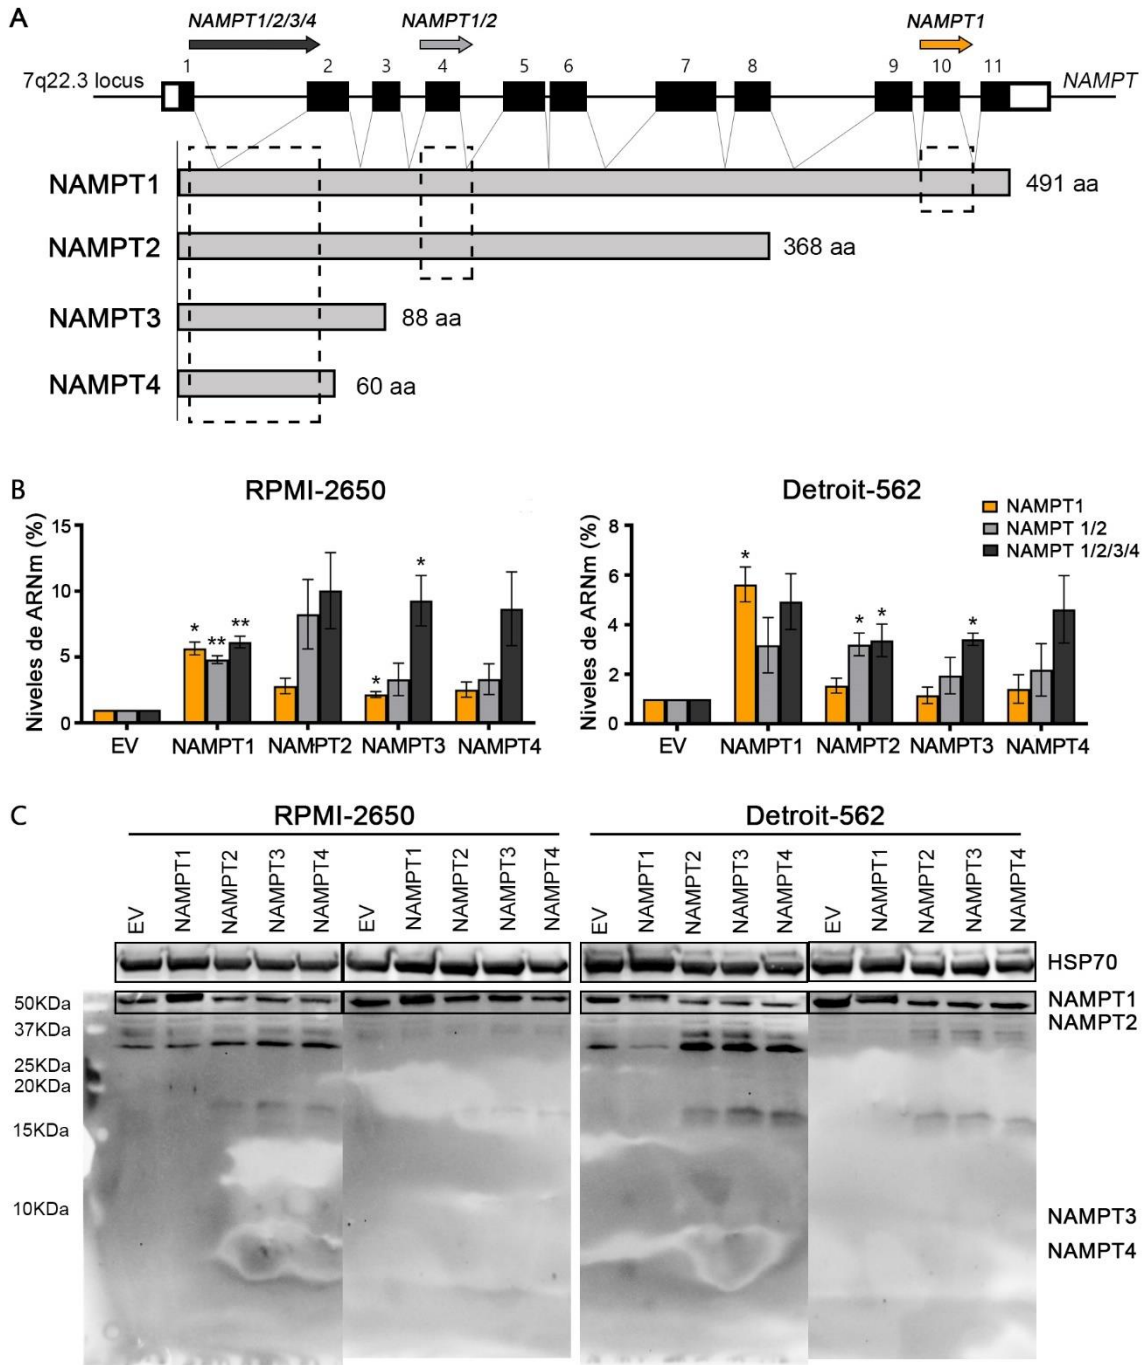 A
NAMPT1/2/3/4 NAMPT1/2 NAMPT1
1 2 3 4 5 6 7 8 9 10 11
7q22.3 locus NAMPT
NAMPT1 491 aa
NAMPT2 368 aa
NAMPT3 88 aa
NAMPT4 60 aa
B
RPMI-2650
Niveles de ARNm (%)
15
10
5
0
* ** ** * *
EV NAMPT1 NAMPT2 NAMPT3 NAMPT4
Detroit-562
Niveles de ARNm (%)
8
6
4
2
0
* * * *
EV NAMPT1 NAMPT2 NAMPT3 NAMPT4
NAMPT1
NAMPT 1/2
NAMPT 1/2/3/4
C
RPMI-2650 Detroit-562
EV NAMPT1 NAMPT2 NAMPT3 NAMPT4 EV NAMPT1 NAMPT2 NAMPT3 NAMPT4 EV NAMPT1 NAMPT2 NAMPT3 NAMPT4 EV NAMPT1 NAMPT2 NAMPT3 NAMPT4
HSP70
50KDa NAMPT1
37KDa NAMPT2
25KDa
20KDa
15KDa
10KDa NAMPT3
NAMPT4